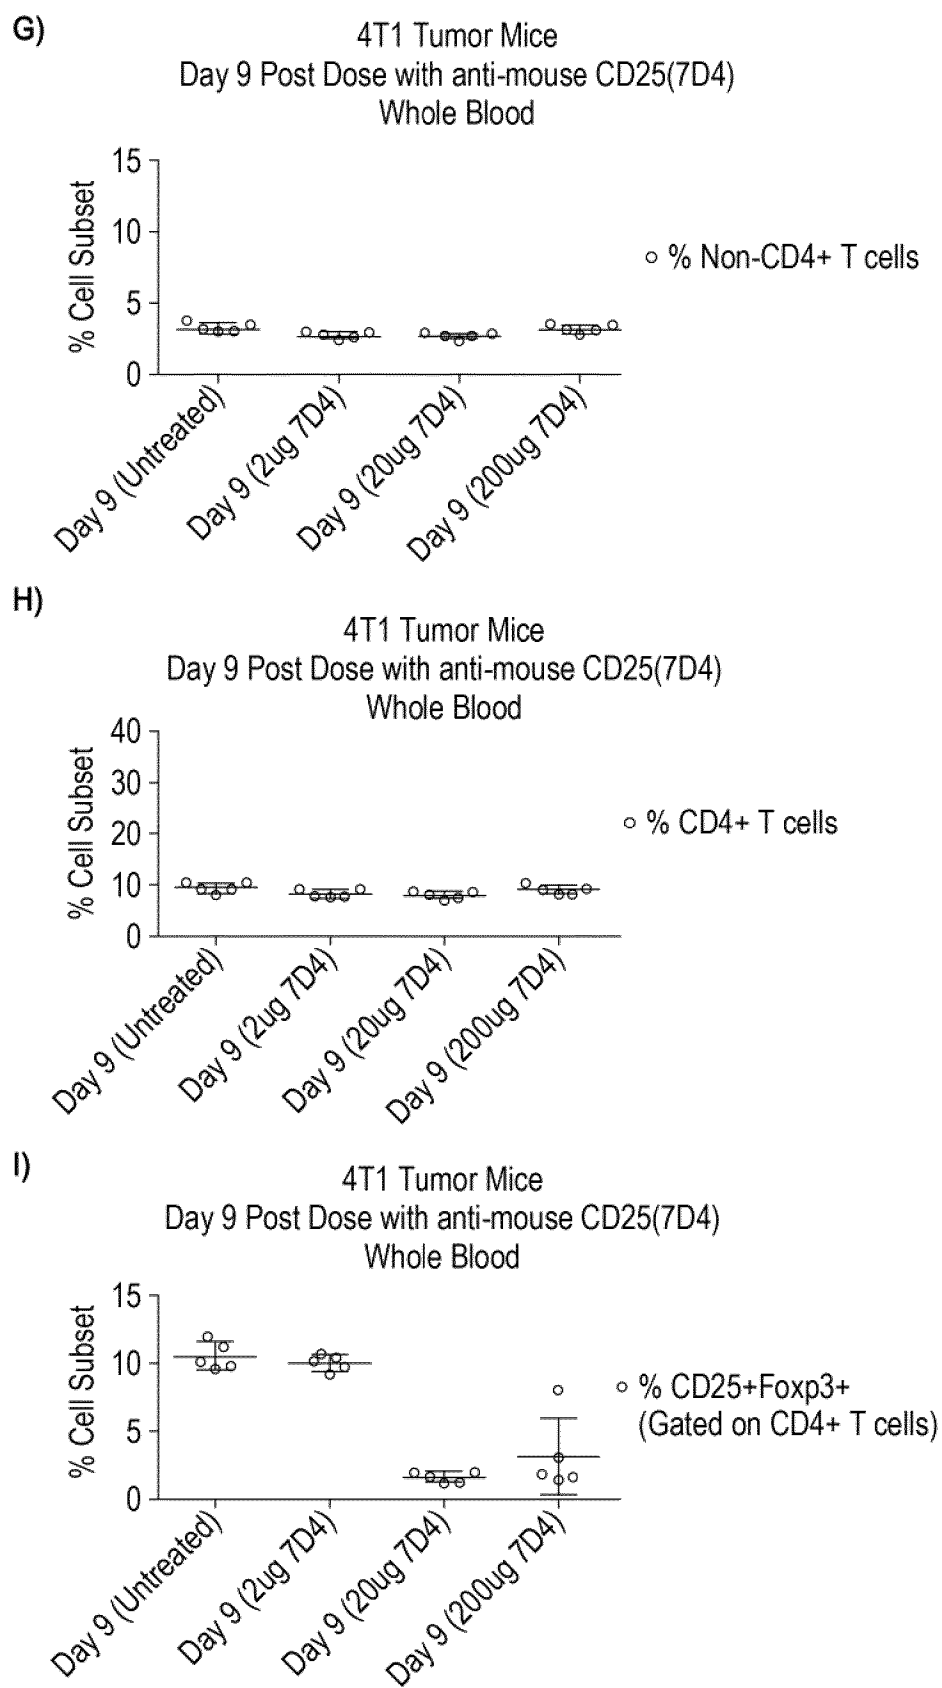 G)
4T1 Tumor Mice
Day 9 Post Dose with anti-mouse CD25(7D4)
Whole Blood
% Cell Subset
15
10
5
0
% Non-CD4+ T cells
Day 9 (Untreated)
Day 9 (2ug 7D4)
Day 9 (20ug 7D4)
Day 9 (200ug 7D4)
H)
4T1 Tumor Mice
Day 9 Post Dose with anti-mouse CD25(7D4)
Whole Blood
% Cell Subset
40
30
20
10
0
% CD4+ T cells
Day 9 (Untreated)
Day 9 (2ug 7D4)
Day 9 (20ug 7D4)
Day 9 (200ug 7D4)
I)
4T1 Tumor Mice
Day 9 Post Dose with anti-mouse CD25(7D4)
Whole Blood
% Cell Subset
15
10
5
0
% CD25+Foxp3+
(Gated on CD4+ T cells)
Day 9 (Untreated)
Day 9 (2ug 7D4)
Day 9 (20ug 7D4)
Day 9 (200ug 7D4)